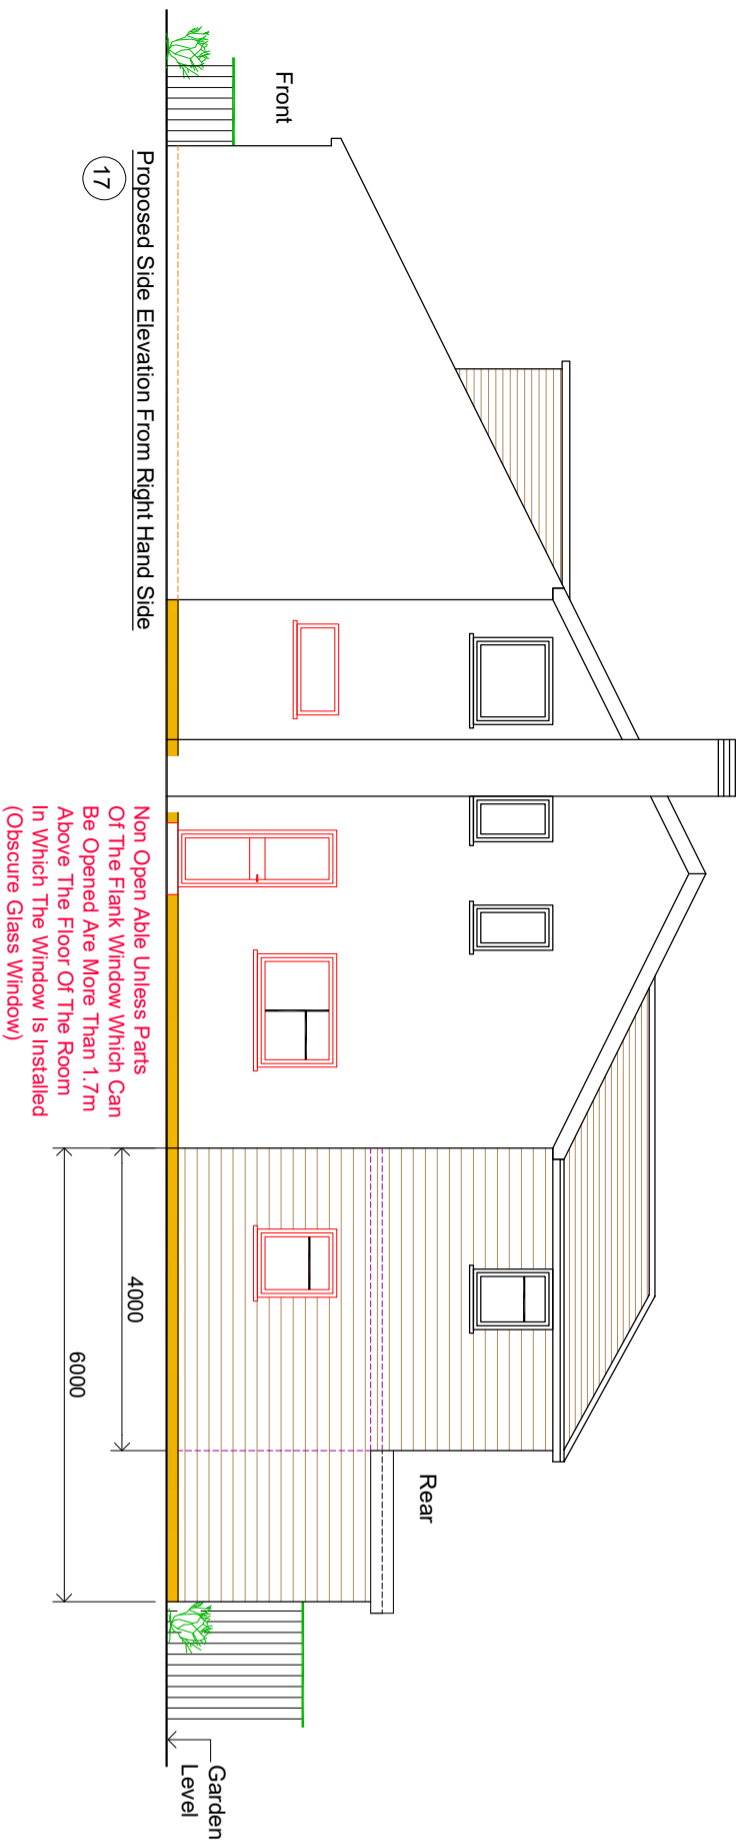 Front
Rear
Garden
Level
4000
6000
Proposed Side Elevation From Right Hand Side
17
Non Open Able Unless Parts
Of The Flank Window Which Can
Be Opened Are More Than 1.7m
Above The Floor Of The Room
In Which The Window Is Installed
(Obscure Glass Window)